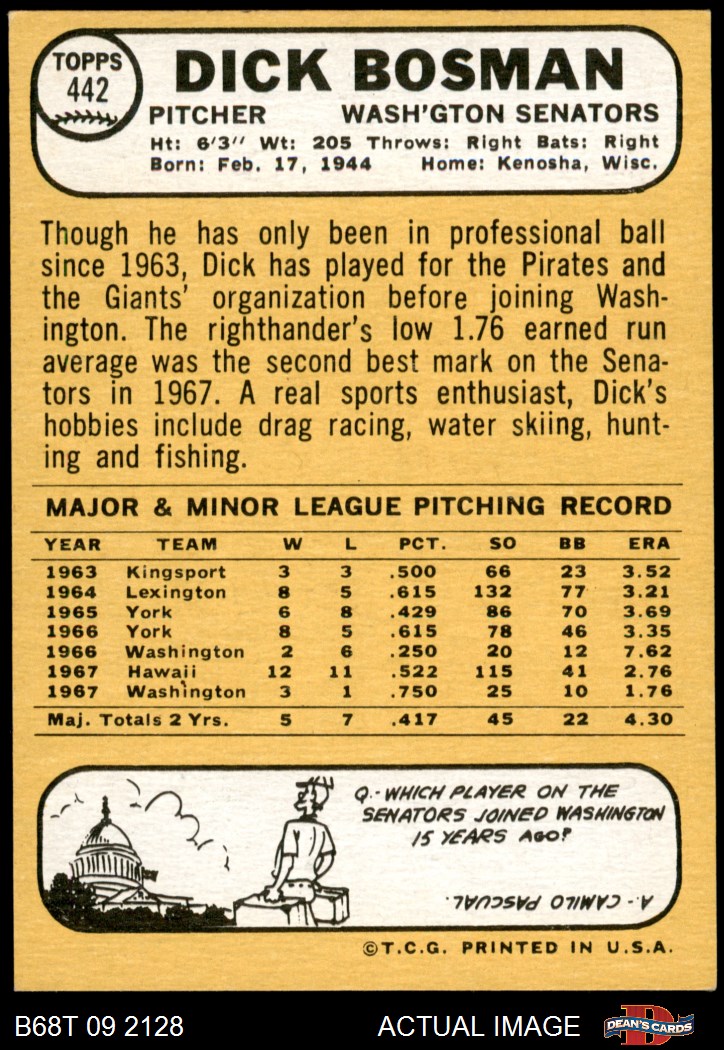 TOPPS
442
DICK BOSMAN
PITCHER WASH'GTON SENATORS
Ht: 6'3" Wt: 205 Throws: Right Bats: Right
Born: Feb. 17, 1944 Home: Kenosha, Wisc.
Though he has only been in professional ball
since 1963, Dick has played for the Pirates and
the Giants' organization before joining Wash-
ington. The righthander's low 1.76 earned run
average was the second best mark on the Sena-
tors in 1967. A real sports enthusiast, Dick's
hobbies include drag racing, water skiing, hunt-
ing and fishing.
MAJOR & MINOR LEAGUE PITCHING RECORD
YEAR TEAM W L PCT. SO BB ERA
1963 Kingsport 3 3 .500 66 23 3.52
1964 Lexington 8 5 .615 132 77 3.21
1965 York 6 8 .429 86 70 3.69
1966 York 8 5 .615 78 46 3.35
1966 Washington 2 6 .250 20 12 7.62
1967 Hawaii 12 11 .522 115 41 2.76
1967 Washington 3 1 .750 25 10 1.76
Maj. Totals 2 Yrs. 5 7 .417 45 22 4.30
Q.- WHICH PLAYER ON THE
SENATORS JOINED WASHINGTON
15 YEARS AGO?
A.- CAMILO PASCUAL.
©T.C.G. PRINTED IN U.S.A.
B68T 09 2128 ACTUAL IMAGE
D
DEAN'S CARDS